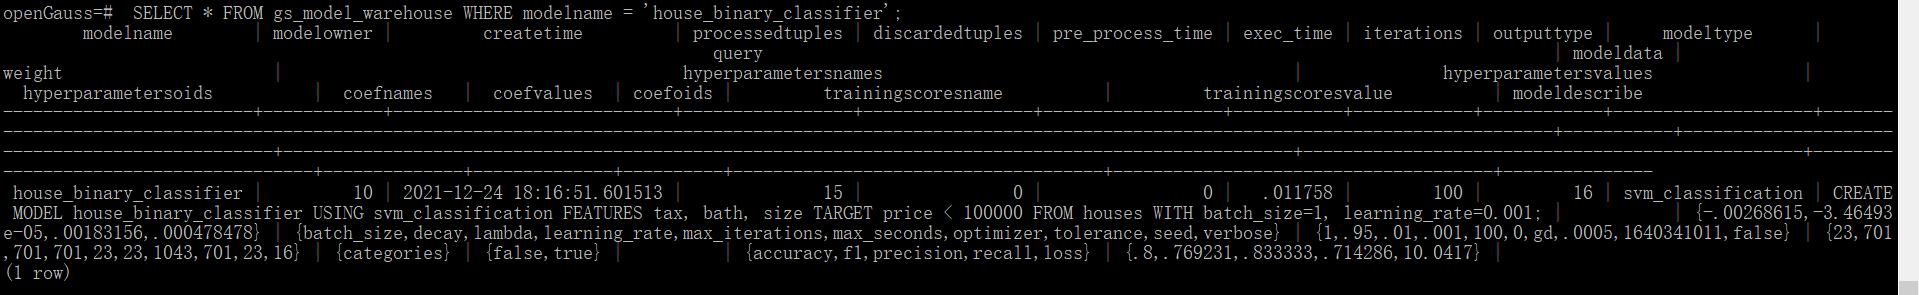 openGauss=#  SELECT * FROM gs_model_warehouse WHERE modelname = 'house_binary_classifier';
modelname | modelowner | createtime | processedtuples | discardedtuples | pre_process_time | exec_time | iterations | outputtype | modeltype |
query | modeldata |
weight | hyperparametersnames | hyperparametersvalues |
hyperparametersoids | coefnames | coefvalues | coefoids | trainingscoresname | trainingscoresvalue | modeldescribe
house_binary_classifier | 10 | 2021-12-24 18:16:51.601513 | 15 | 0 | 0 | .011758 | 100 | 16 | svm_classification | CREATE
MODEL house_binary_classifier USING svm_classification FEATURES tax, bath, size TARGET price < 100000 FROM houses WITH batch_size=1, learning_rate=0.001; | | {-.00268615,-3.46493
e-05,.00183156,.000478478} | {batch_size,decay,lambda,learning_rate,max_iterations,max_seconds,optimizer,tolerance,seed,verbose} | {1,.95,.01,.001,100,0,gd,.0005,1640341011,false} | {23,701
,701,701,23,23,1043,701,23,16} | {categories} | {false,true} | | {accuracy,f1,precision,recall,loss} | {.8,.769231,.833333,.714286,10.0417} |
(1 row)